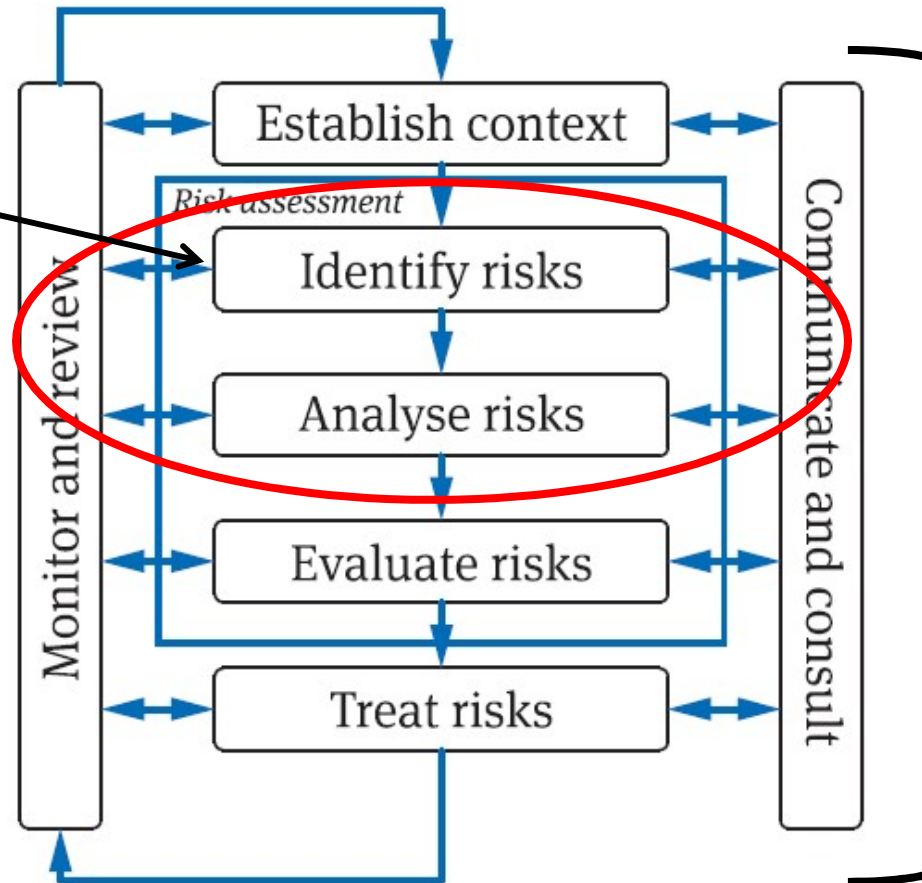 Establish context
Risk assessment
Identify risks
Analyse risks
Evaluate risks
Treat risks
Monitor and review
Communicate and consult